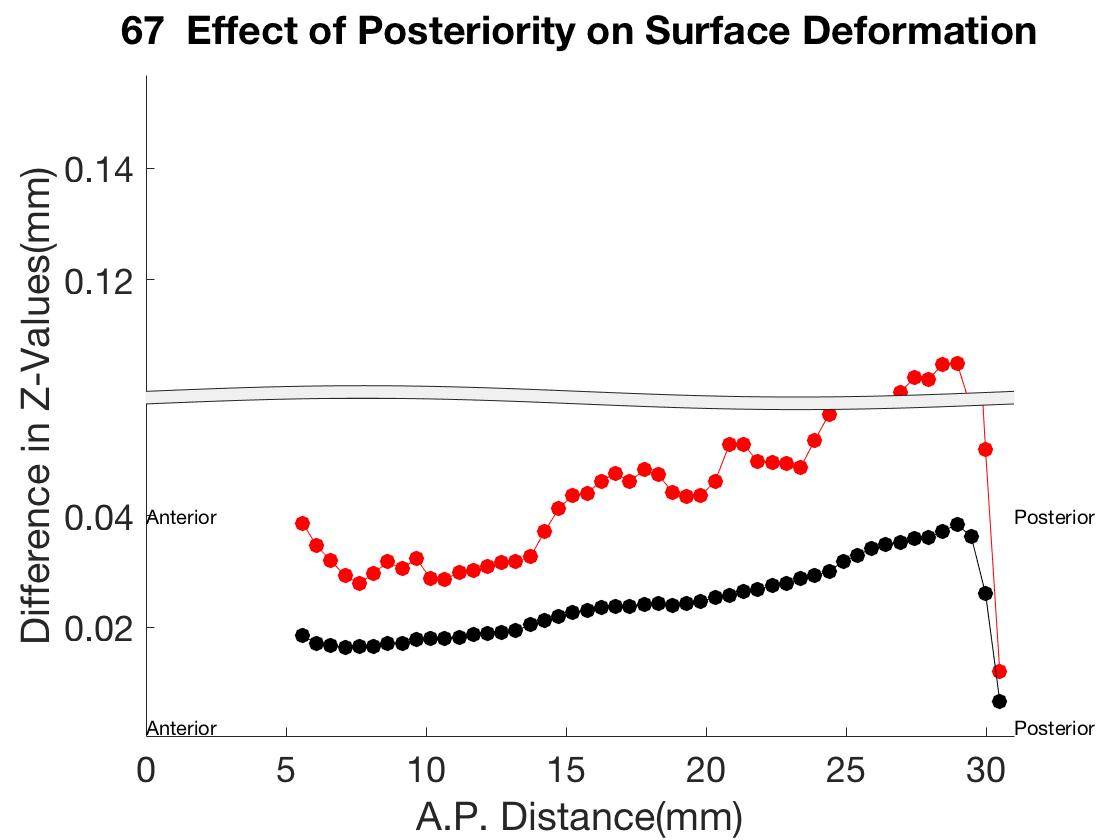 67  Effect of Posteriority on Surface Deformation
Difference in Z-Values(mm)
0.14
0.12
0.04
0.02
Anterior
Posterior
Anterior
Posterior
0 5 10 15 20 25 30
A.P. Distance(mm)